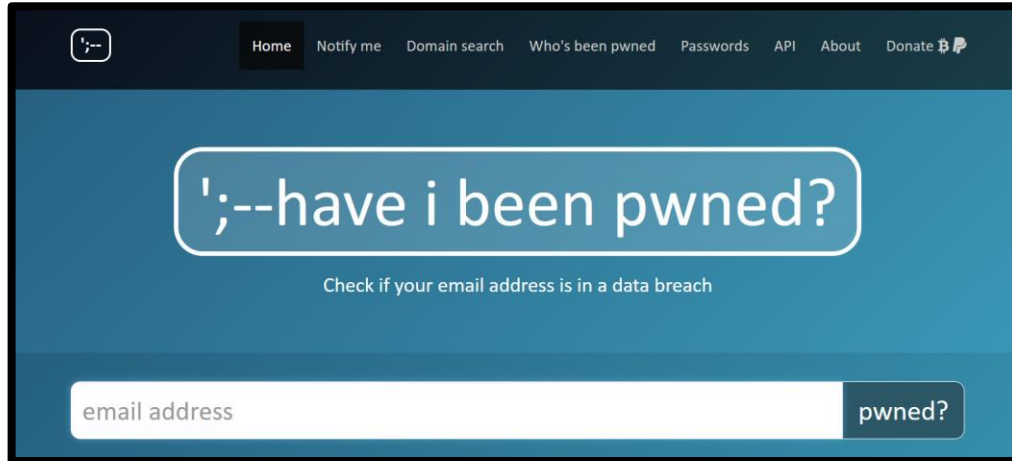 ';--
Home Notify me Domain search Who's been pwned Passwords API About Donate
';--have i been pwned?
Check if your email address is in a data breach
email address pwned?